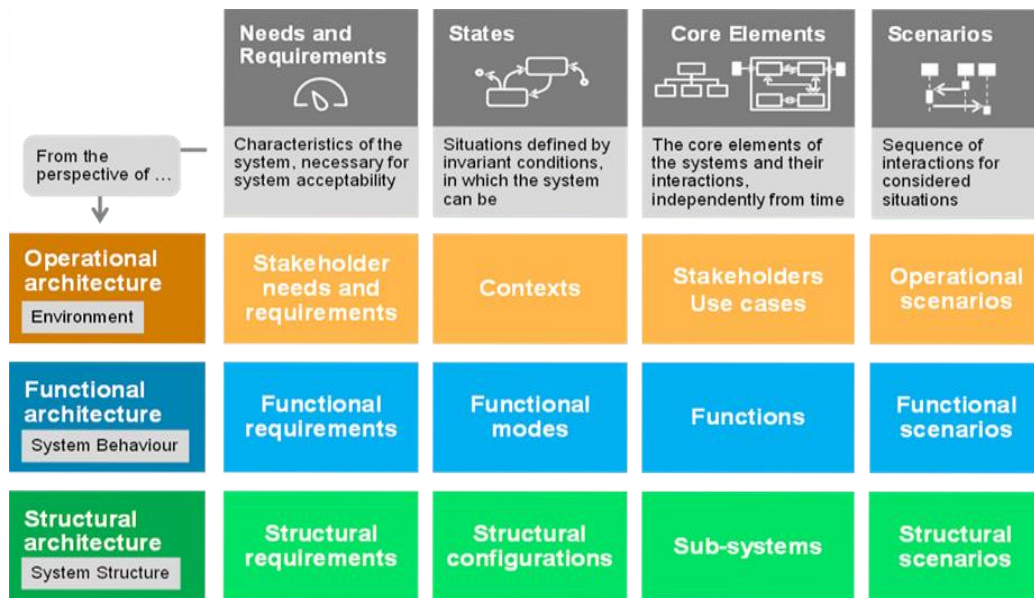 Needs and
Requirements
States
Core Elements
Scenarios
From the
perspective of ...
Characteristics of the
system, necessary for
system acceptability
Situations defined by
invariant conditions,
in which the system
can be
The core elements of
the systems and their
interactions,
independently from time
Sequence of
interactions for
considered
situations
Operational
architecture
Environment
Stakeholder
needs and
requirements
Contexts
Stakeholders
Use cases
Operational
scenarios
Functional
architecture
System Behaviour
Functional
requirements
Functional
modes
Functions
Functional
scenarios
Structural
architecture
System Structure
Structural
requirements
Structural
configurations
Sub-systems
Structural
scenarios